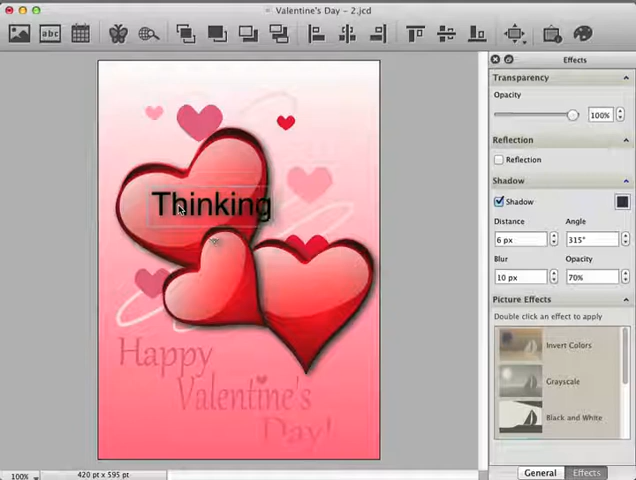 Valentine's Day - 2.jcd
abc
Effects
Transparency
Opacity
100%
Reflection
Reflection
Shadow
Shadow
Distance
Angle
6 px
315°
Blur
Opacity
10 px
70%
Picture Effects
Double click an effect to apply
Invert Colors
Grayscale
Black and White
Thinking
Happy
Valentine's
Day!
100%
420 pt x 595 pt
General
Effects